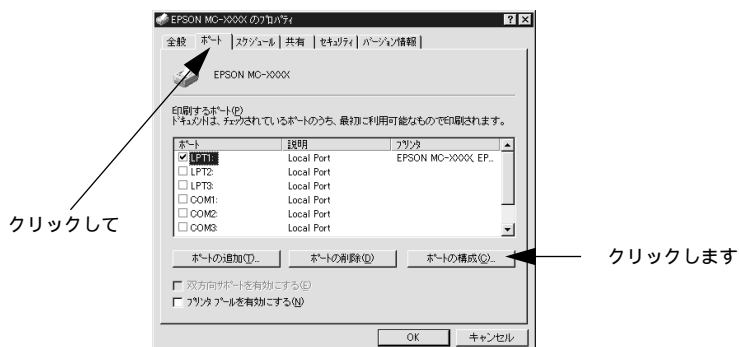 EPSON MC-XXXX のプロパティ
全般 ポート スケジュール 共有 セキュリティ バージョン情報
EPSON MC-XXXX
印刷するポート(P)
ドキュメントは、チェックされているポートのうち、最初に利用可能なもので印刷されます。
ポート 説明 プリンタ
LPT1: Local Port EPSON MC-XXXX, EP...
LPT2: Local Port
LPT3: Local Port
COM1: Local Port
COM2: Local Port
COM3: Local Port
クリックして
ポートの追加(T)... ポートの削除(D) ポートの構成(C)...
クリックします
双方向サポートを有効にする(E)
プリンタ プールを有効にする(N)
OK キャンセル